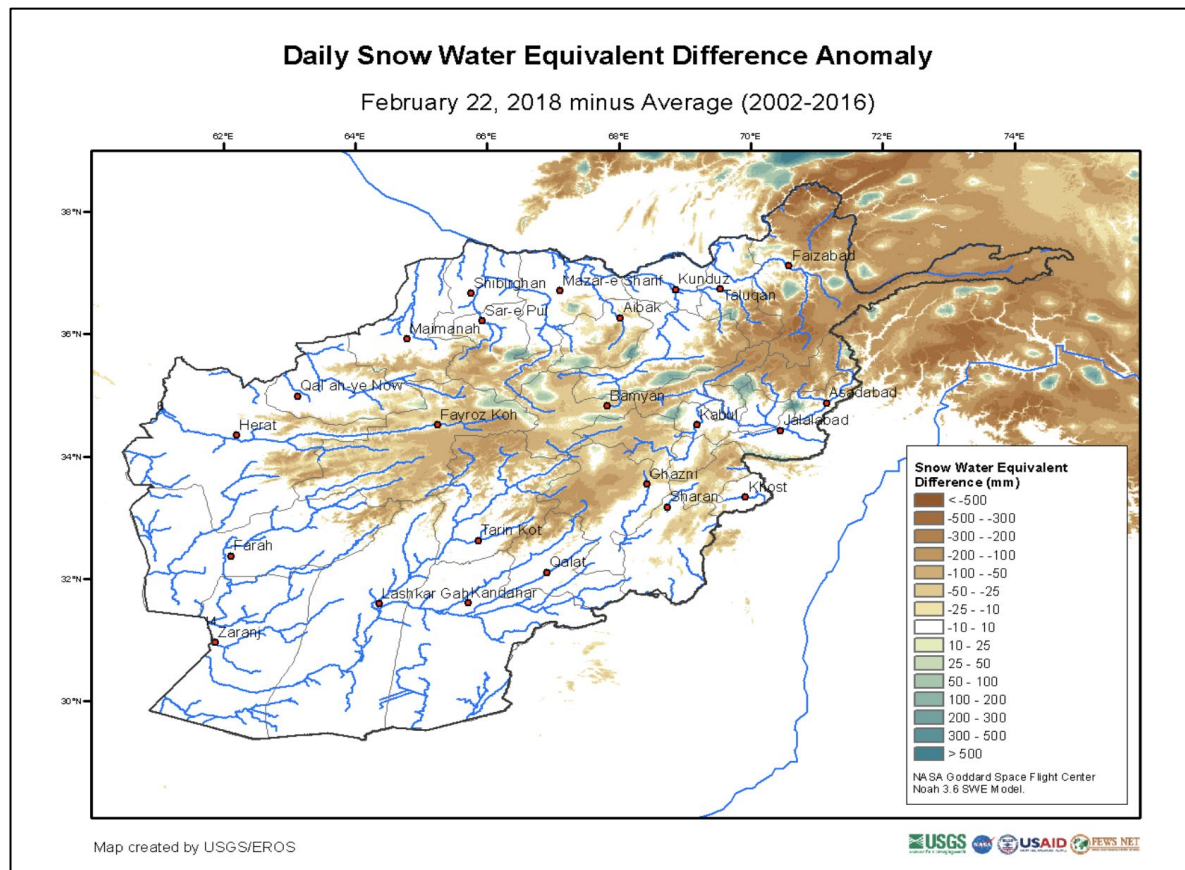 Daily Snow Water Equivalent Difference Anomaly
February 22, 2018 minus Average (2002-2016)
62°E 64°E 66°E 68°E 70°E 72°E 74°E
38°N
36°N
34°N
32°N
30°N
Faizabad
Shibirghan
Mazar-e Sharif
Kunduz
Taluqan
Sar-e Pul
Aibak
Maimanah
Qal'ah-ye Now
Bamyan
Asadabad
Herat
Fayroz Koh
Kabul
Jalalabad
Ghazni
Sharan
Khost
Tarin Kot
Farah
Qalat
Lashkar Gah
Kandahar
Zaranj
Snow Water Equivalent
Difference (mm)
< -500
-500 - -300
-300 - -200
-200 - -100
-100 - -50
-50 - -25
-25 - -10
-10 - 10
10 - 25
25 - 50
50 - 100
100 - 200
200 - 300
300 - 500
> 500
NASA Goddard Space Flight Center
Noah 3.6 SWE Model.
Map created by USGS/EROS
USGS
NASA
USAID
FEWS NET